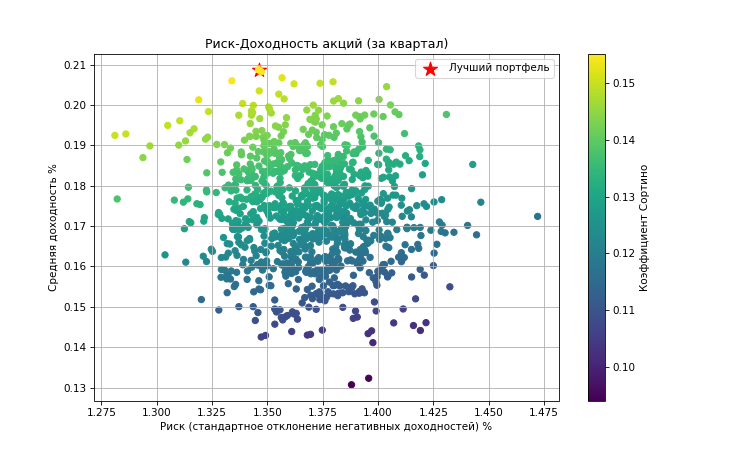 Риск-Доходность акций (за квартал)
Лучший портфель
Средняя доходность %
0.21
0.20
0.19
0.18
0.17
0.16
0.15
0.14
0.13
1.275 1.300 1.325 1.350 1.375 1.400 1.425 1.450 1.475
Риск (стандартное отклонение негативных доходностей) %
0.15
0.14
0.13
0.12
0.11
0.10
Коэффициент Сортино